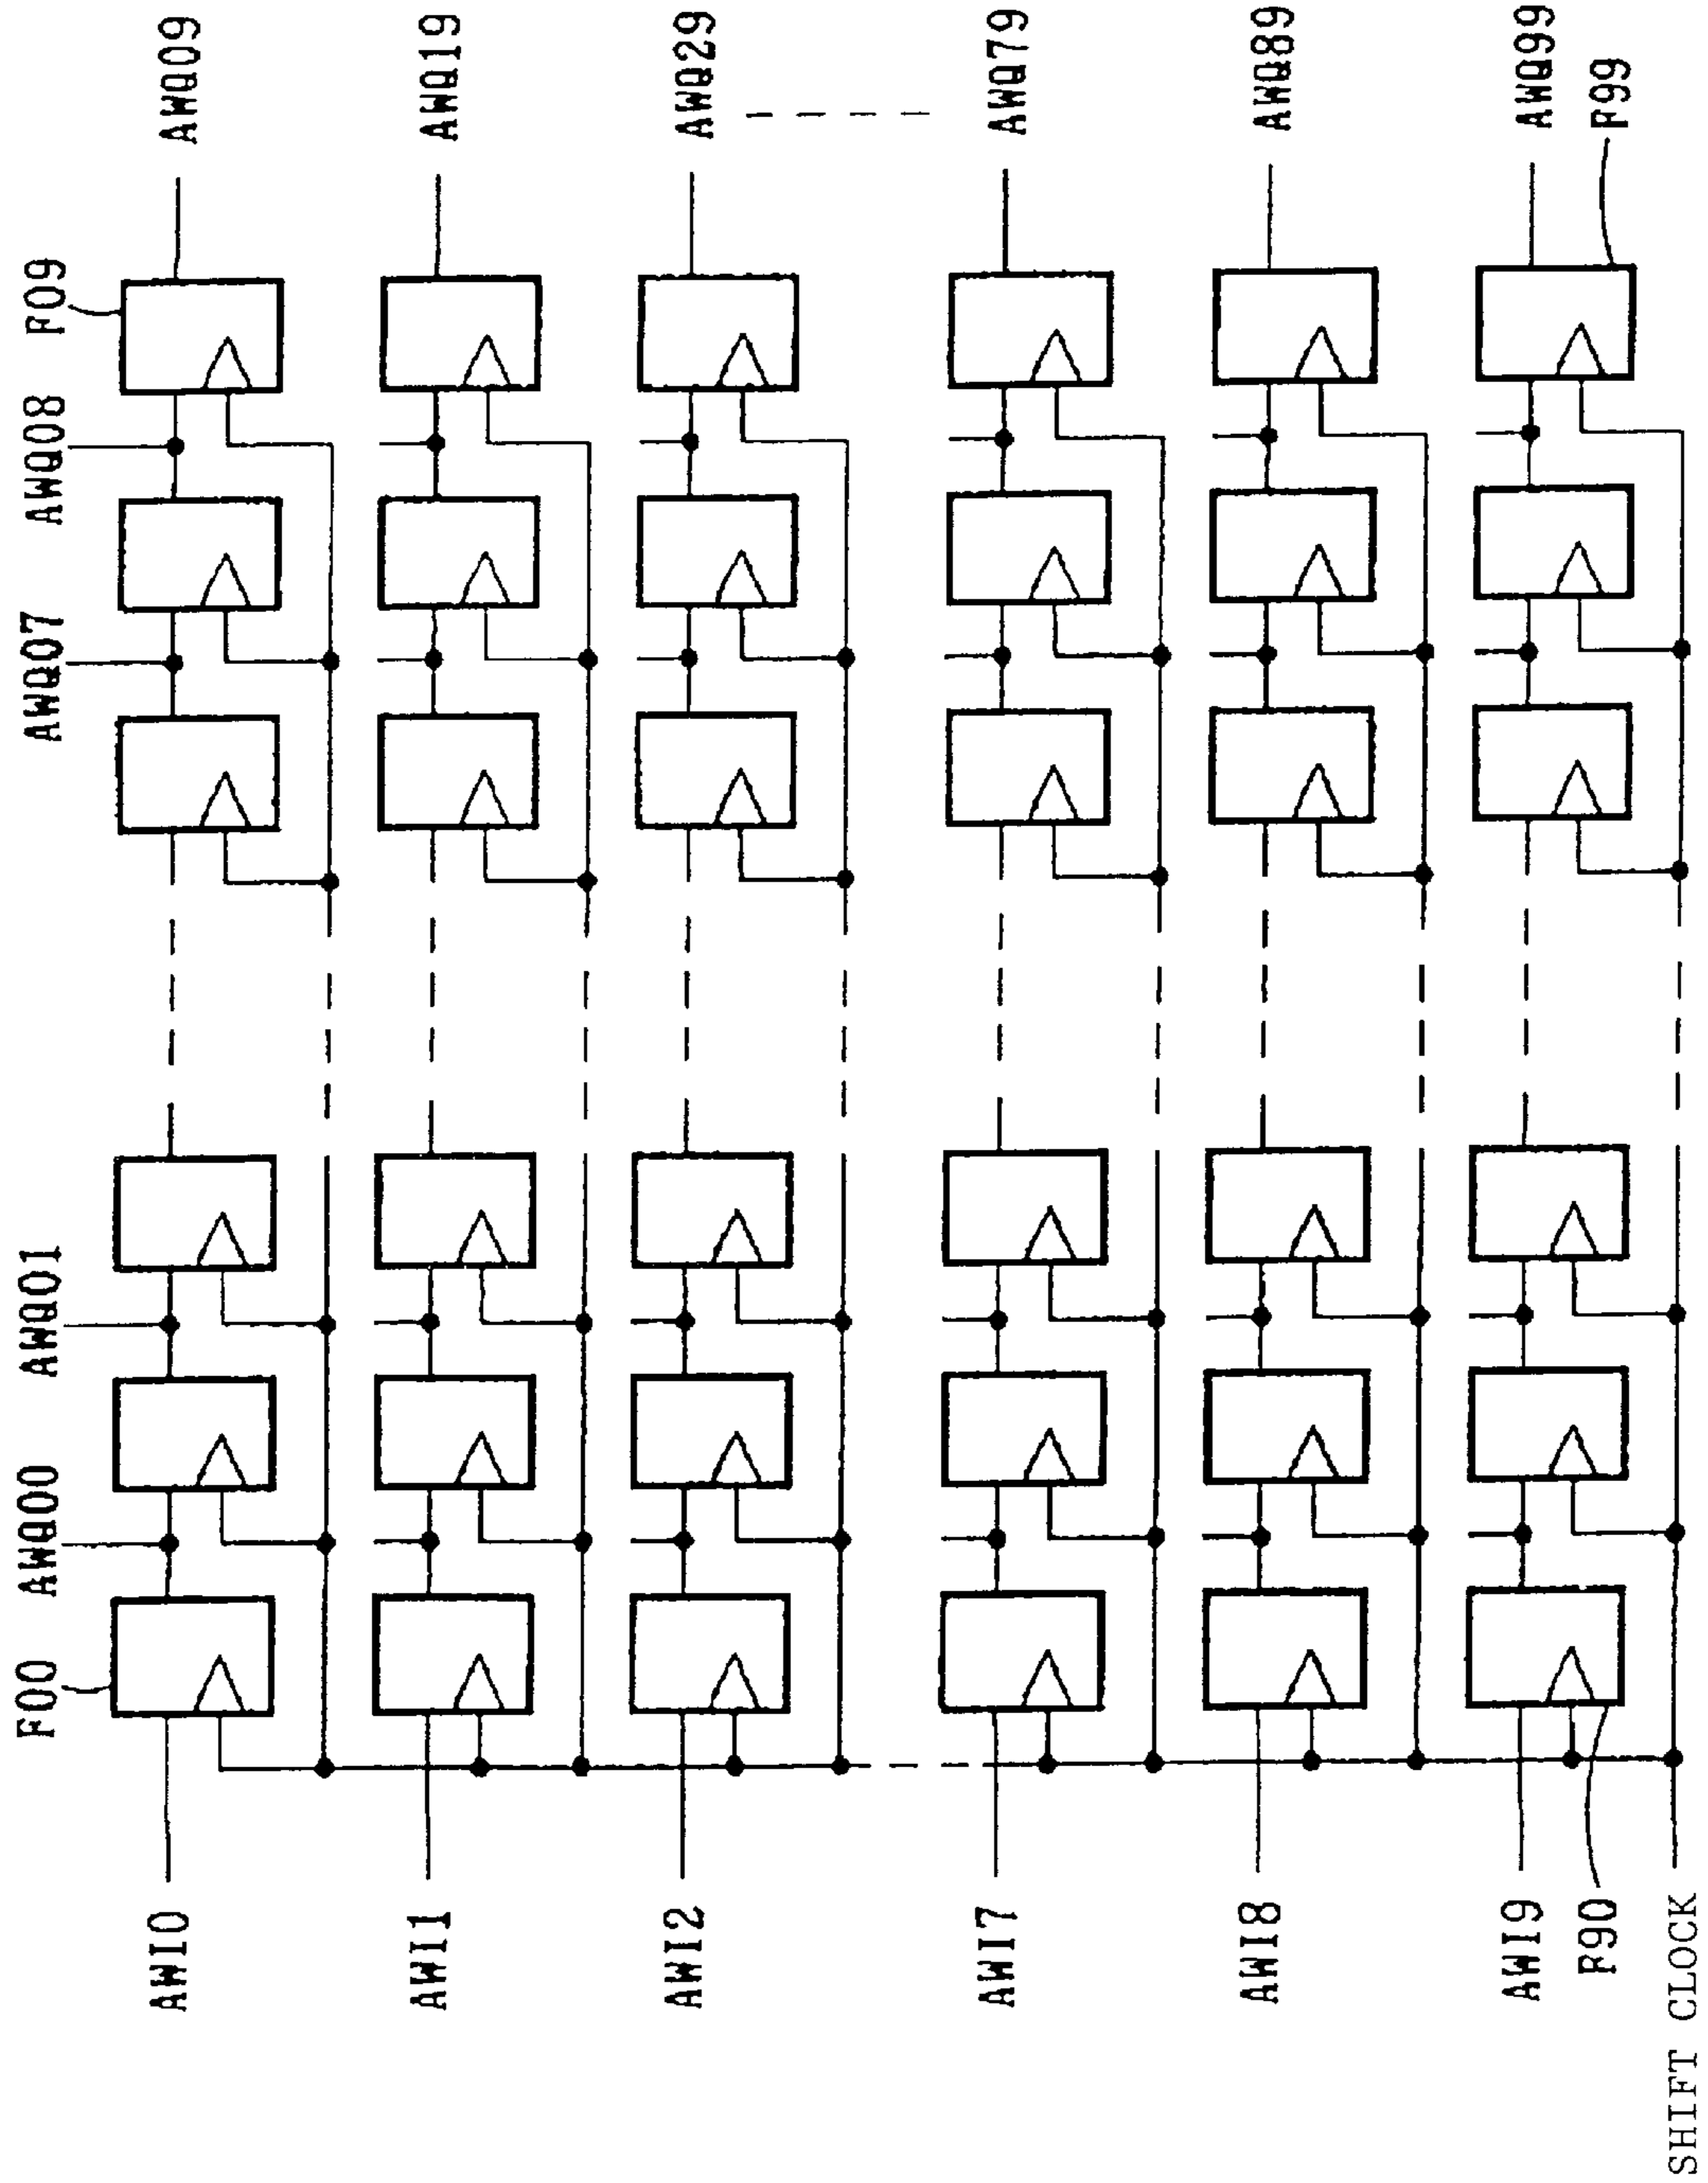 F00 AWQ00 AWQ01 AWQ07 AWQ08 F09
AWI0 AWQ09
AWI1 AWQ19
AWI2 AWQ29
AWI7 AWQ79
AWI8 AWQ89
AWI9 AWQ99
F90 F99
SHIFT CLOCK